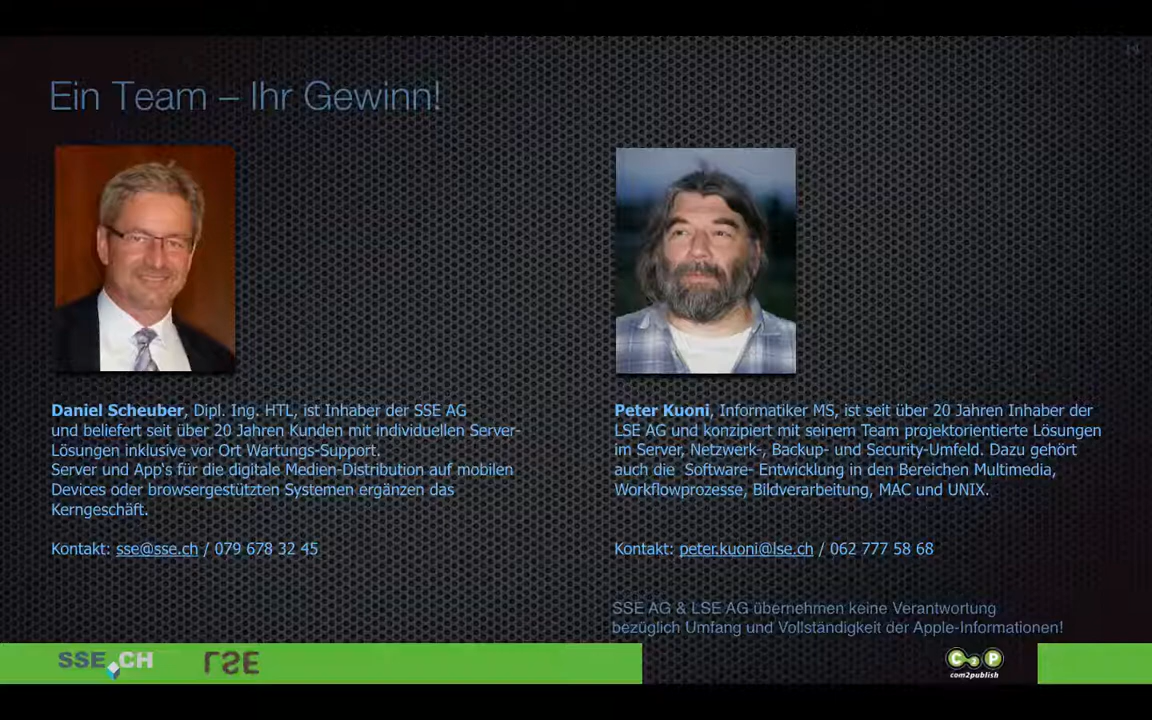 Ein Team – Ihr Gewinn!
Daniel Scheuber, Dipl. Ing. HTL, ist Inhaber der SSE AG
und beliefert seit über 20 Jahren Kunden mit individuellen Server-
Lösungen inklusive vor Ort Wartungs-Support.
Server und App's für die digitale Medien-Distribution auf mobilen
Devices oder browsergestützten Systemen ergänzen das
Kerngeschäft.
Kontakt: sse@sse.ch / 079 678 32 45
Peter Kuoni, Informatiker MS, ist seit über 20 Jahren Inhaber der
LSE AG und konzipiert mit seinem Team projektorientierte Lösungen
im Server, Netzwerk-, Backup- und Security-Umfeld. Dazu gehört
auch die Software- Entwicklung in den Bereichen Multimedia,
Workflowprozesse, Bildverarbeitung, MAC und UNIX.
Kontakt: peter.kuoni@lse.ch / 062 777 58 68
SSE AG & LSE AG übernehmen keine Verantwortung
bezüglich Umfang und Vollständigkeit der Apple-Informationen!
SSE CH
LSE
C2P
com2publish